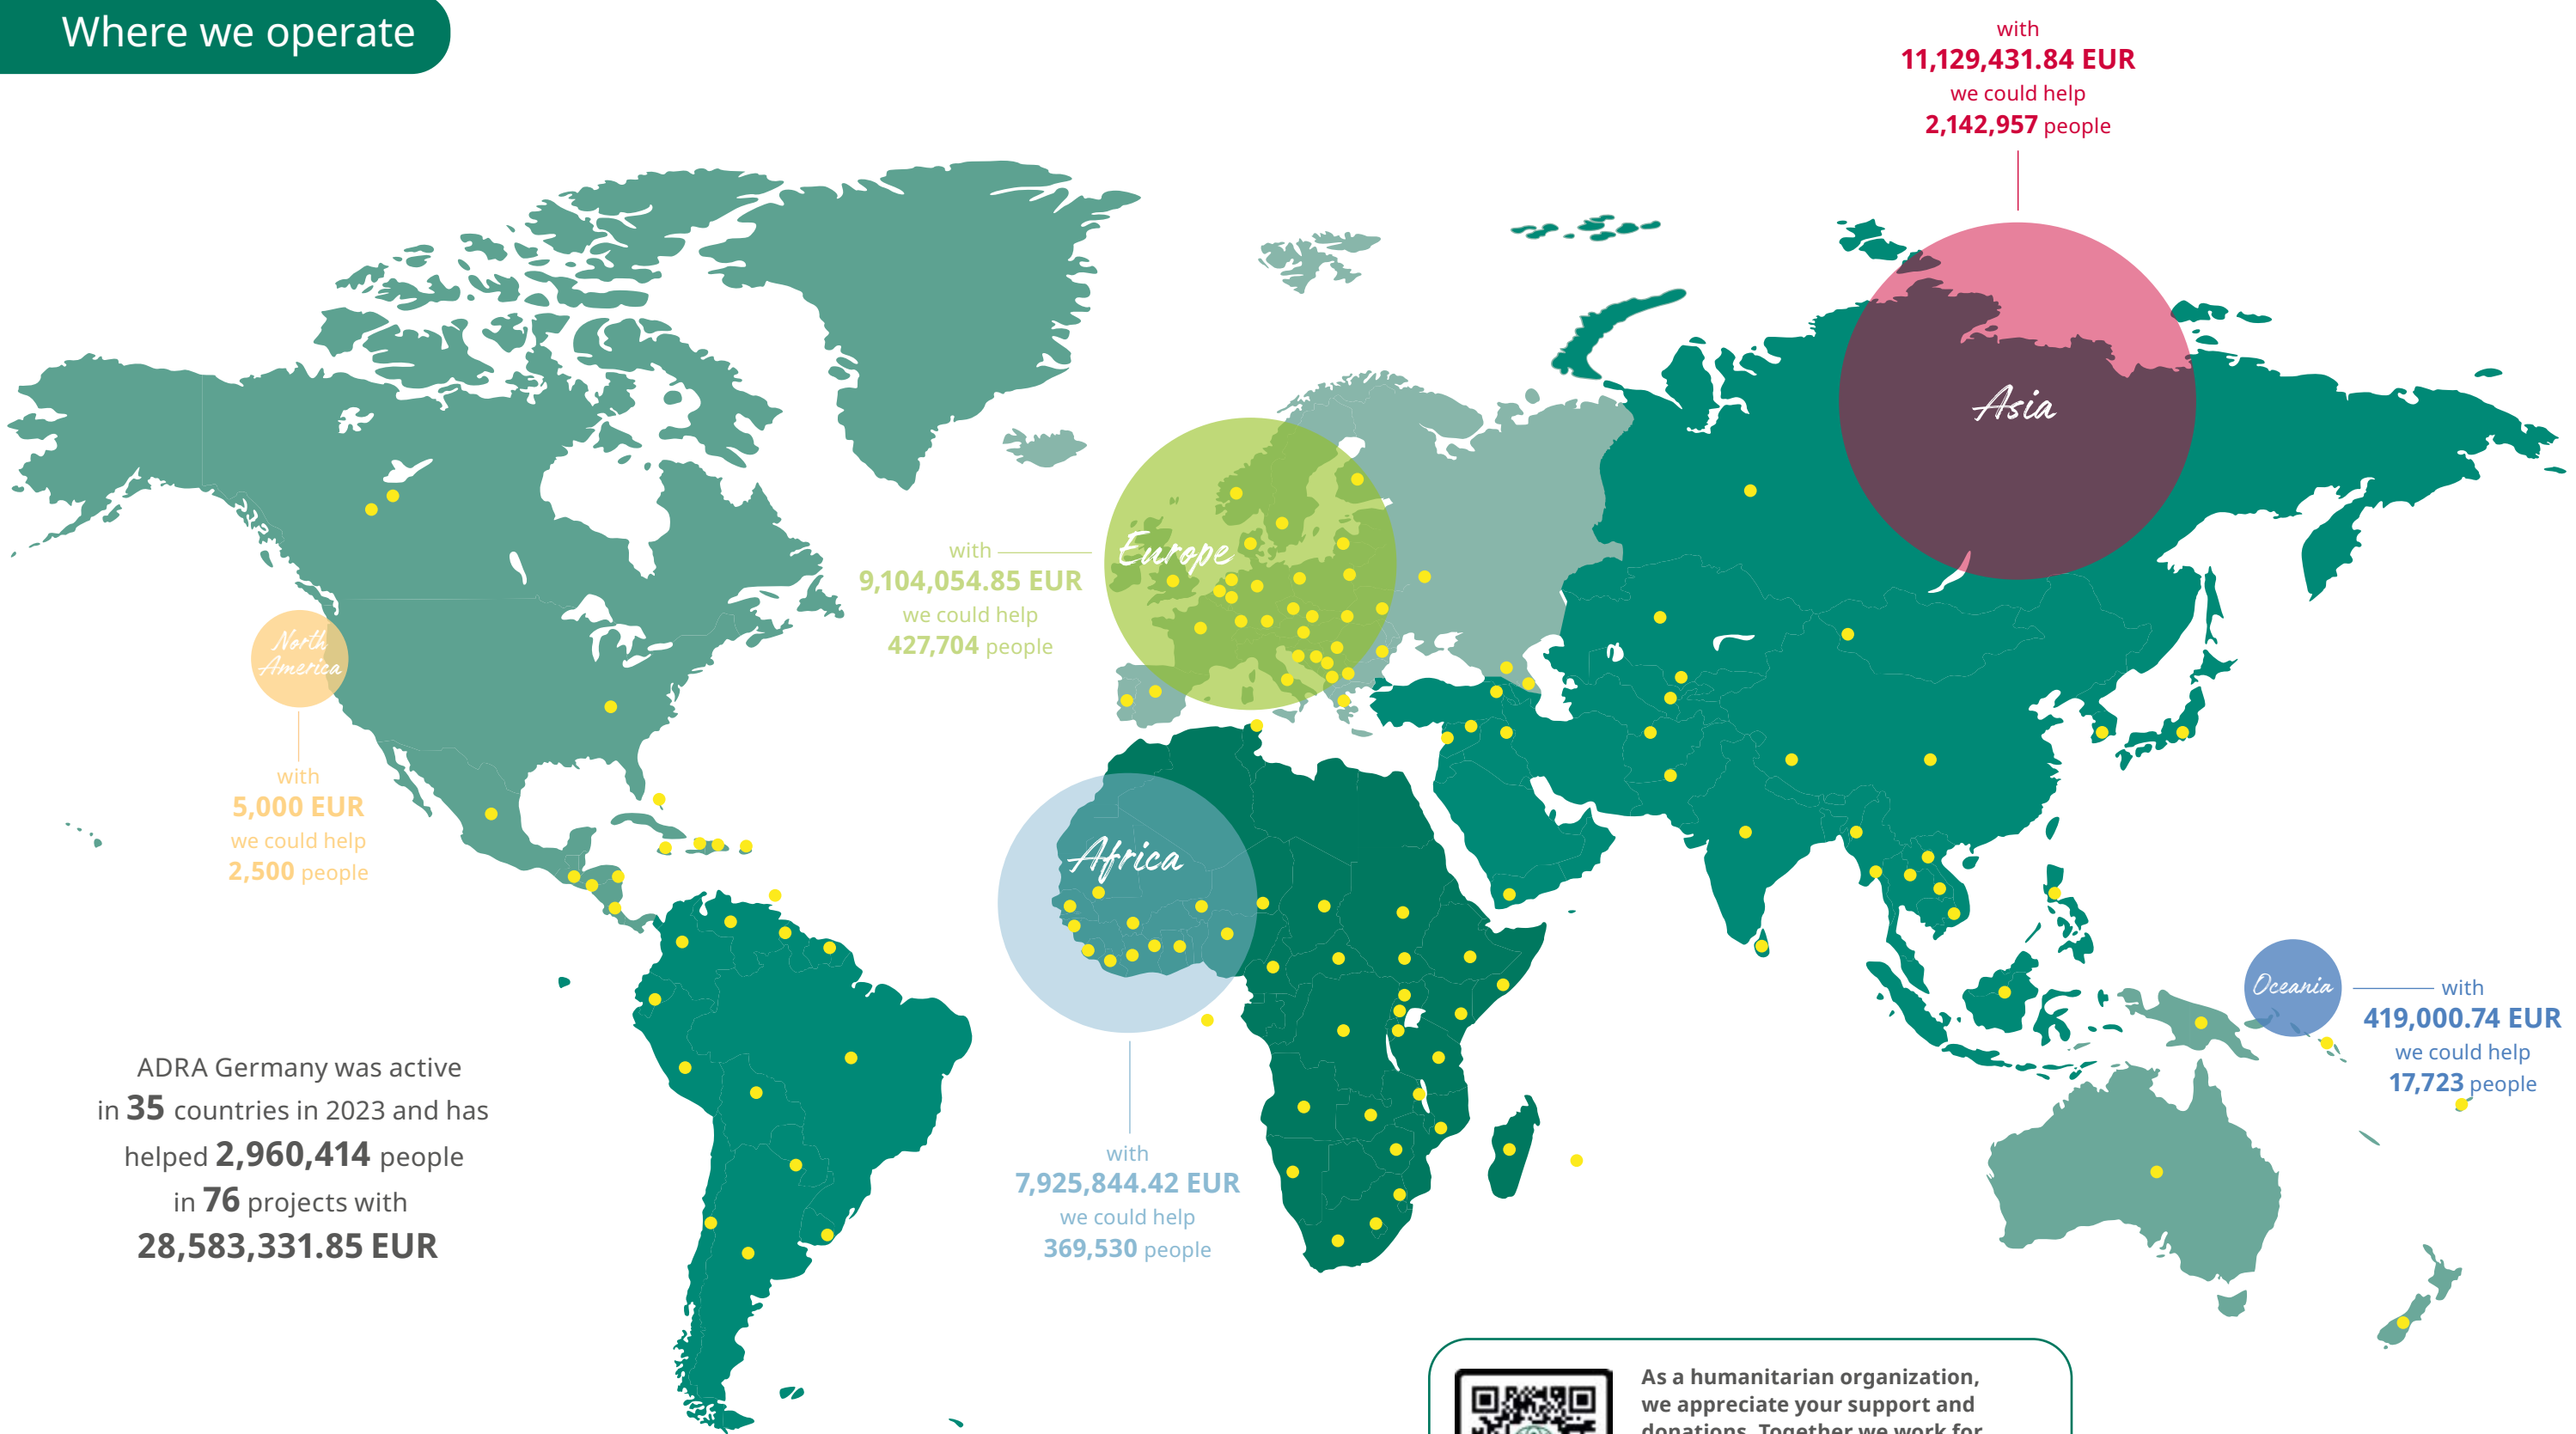 Where we operate
with
11,129,431.84 EUR
we could help
2,142,957 people
Asia
Europe
with
9,104,054.85 EUR
we could help
427,704 people
North
America
with
5,000 EUR
we could help
2,500 people
Africa
with
7,925,844.42 EUR
we could help
369,530 people
Oceania
with
419,000.74 EUR
we could help
17,723 people
ADRA Germany was active
in 35 countries in 2023 and has
helped 2,960,414 people
in 76 projects with
28,583,331.85 EUR
As a humanitarian organization,
we appreciate your support and
donations. Together we work for